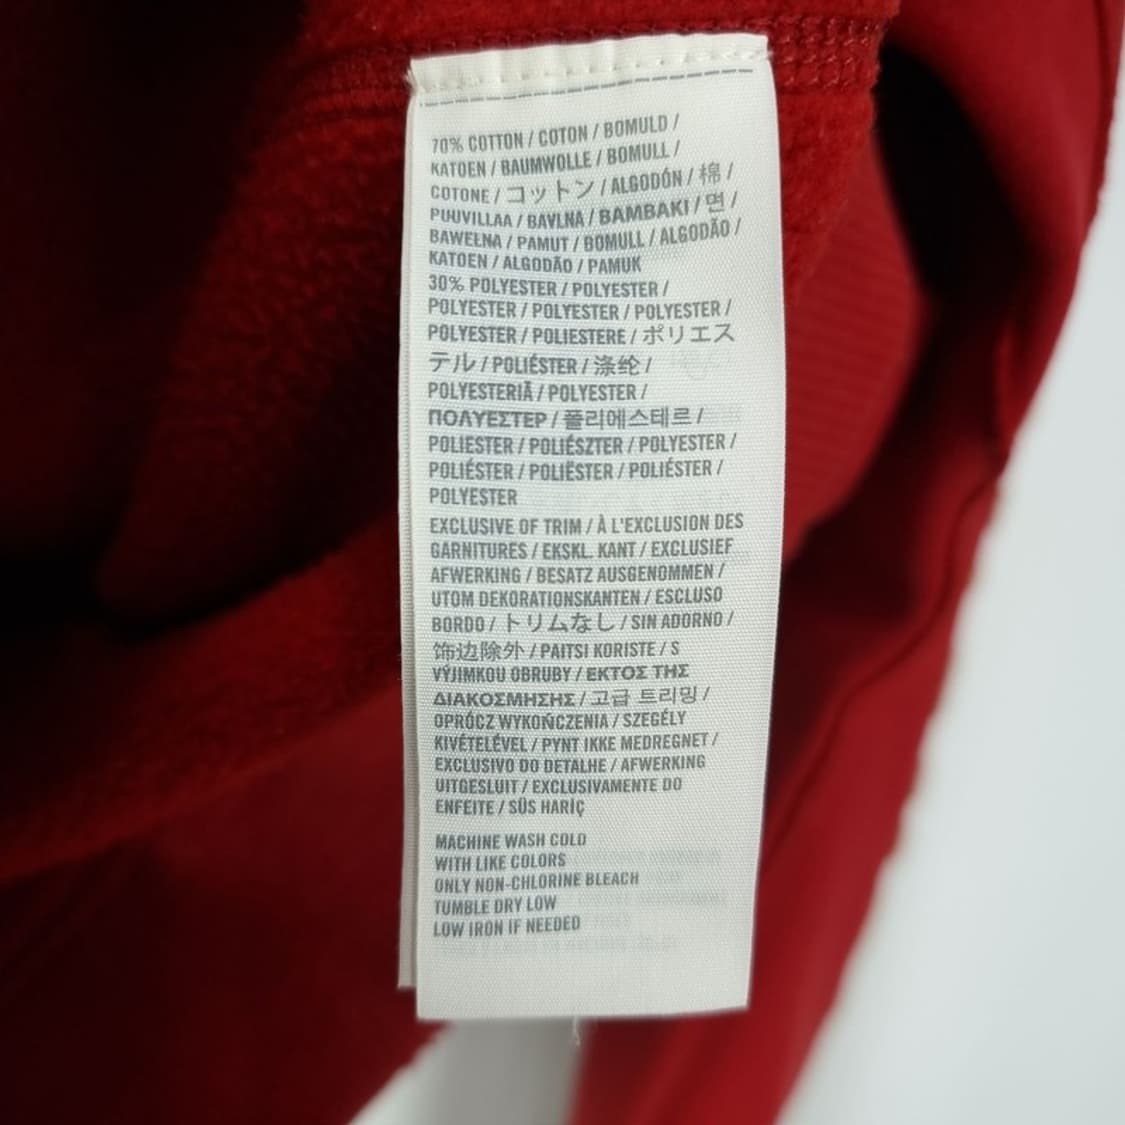 70% COTTON / COTON / BOMULD /
KATOEN / BAUMWOLLE / BOMULL /
COTONE / コットン / ALGODÓN / 棉 /
PUUVILLAA / BAVLNA / BAMBAKI / 면 /
BAWEŁNA / PAMUT / BOMULL / ALGODÃO /
KATOEN / ALGODÃO / PAMUK
30% POLYESTER / POLYESTER /
POLYESTER / POLYESTER / POLYESTER /
POLYESTER / POLIESTERE / ポリエス
テル / POLIÉSTER / 涤纶 /
POLYESTERIÃ / POLYESTER /
ΠΟΛΥΕΣΤΕΡ / 폴리에스테르 /
POLIESTER / POLIÉSZTER / POLYESTER /
POLIÉSTER / POLIËSTER / POLIÉSTER /
POLYESTER
EXCLUSIVE OF TRIM / À L'EXCLUSION DES
GARNITURES / EKSKL. KANT / EXCLUSIEF
AFWERKING / BESATZ AUSGENOMMEN /
UTOM DEKORATIONSKANTEN / ESCLUSO
BORDO / トリムなし / SIN ADORNO /
饰边除外 / PAITSI KORISTE / S
VÝJIMKOU OBRUBY / ΕΚΤΟΣ ΤΗΣ
ΔΙΑΚΟΣΜΗΣΗΣ / 고급 트리밍 /
OPRÓCZ WYKOŃCZENIA / SZEGÉLY
KIVÉTELÉVEL / PYNT IKKE MEDREGNET /
EXCLUSIVO DO DETALHE / AFWERKING
UITGESLUIT / EXCLUSIVAMENTE DO
ENFEITE / SÜS HARİÇ
MACHINE WASH COLD
WITH LIKE COLORS
ONLY NON-CHLORINE BLEACH
TUMBLE DRY LOW
LOW IRON IF NEEDED